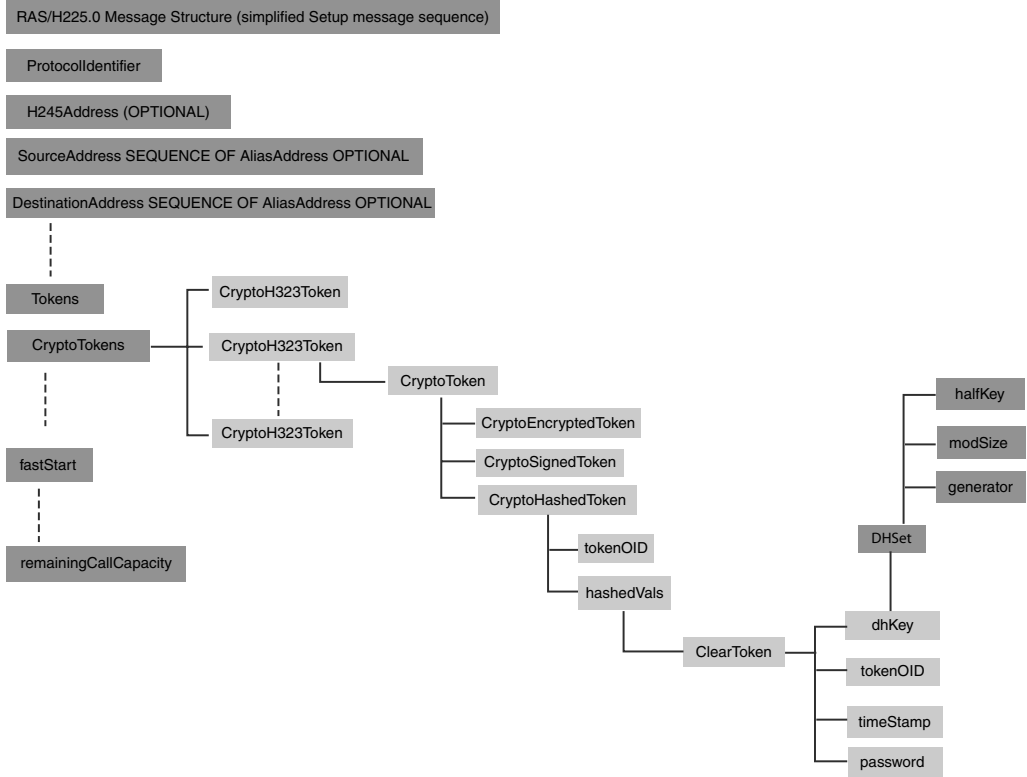 RAS/H225.0 Message Structure (simplified Setup message sequence)
ProtocolIdentifier
H245Address (OPTIONAL)
SourceAddress SEQUENCE OF AliasAddress OPTIONAL
DestinationAddress SEQUENCE OF AliasAddress OPTIONAL
Tokens
CryptoTokens
fastStart
remainingCallCapacity
CryptoH323Token
CryptoH323Token
CryptoH323Token
CryptoToken
CryptoEncryptedToken
CryptoSignedToken
CryptoHashedToken
tokenOID
hashedVals
ClearToken
halfKey
modSize
generator
DHSet
dhKey
tokenOID
timeStamp
password